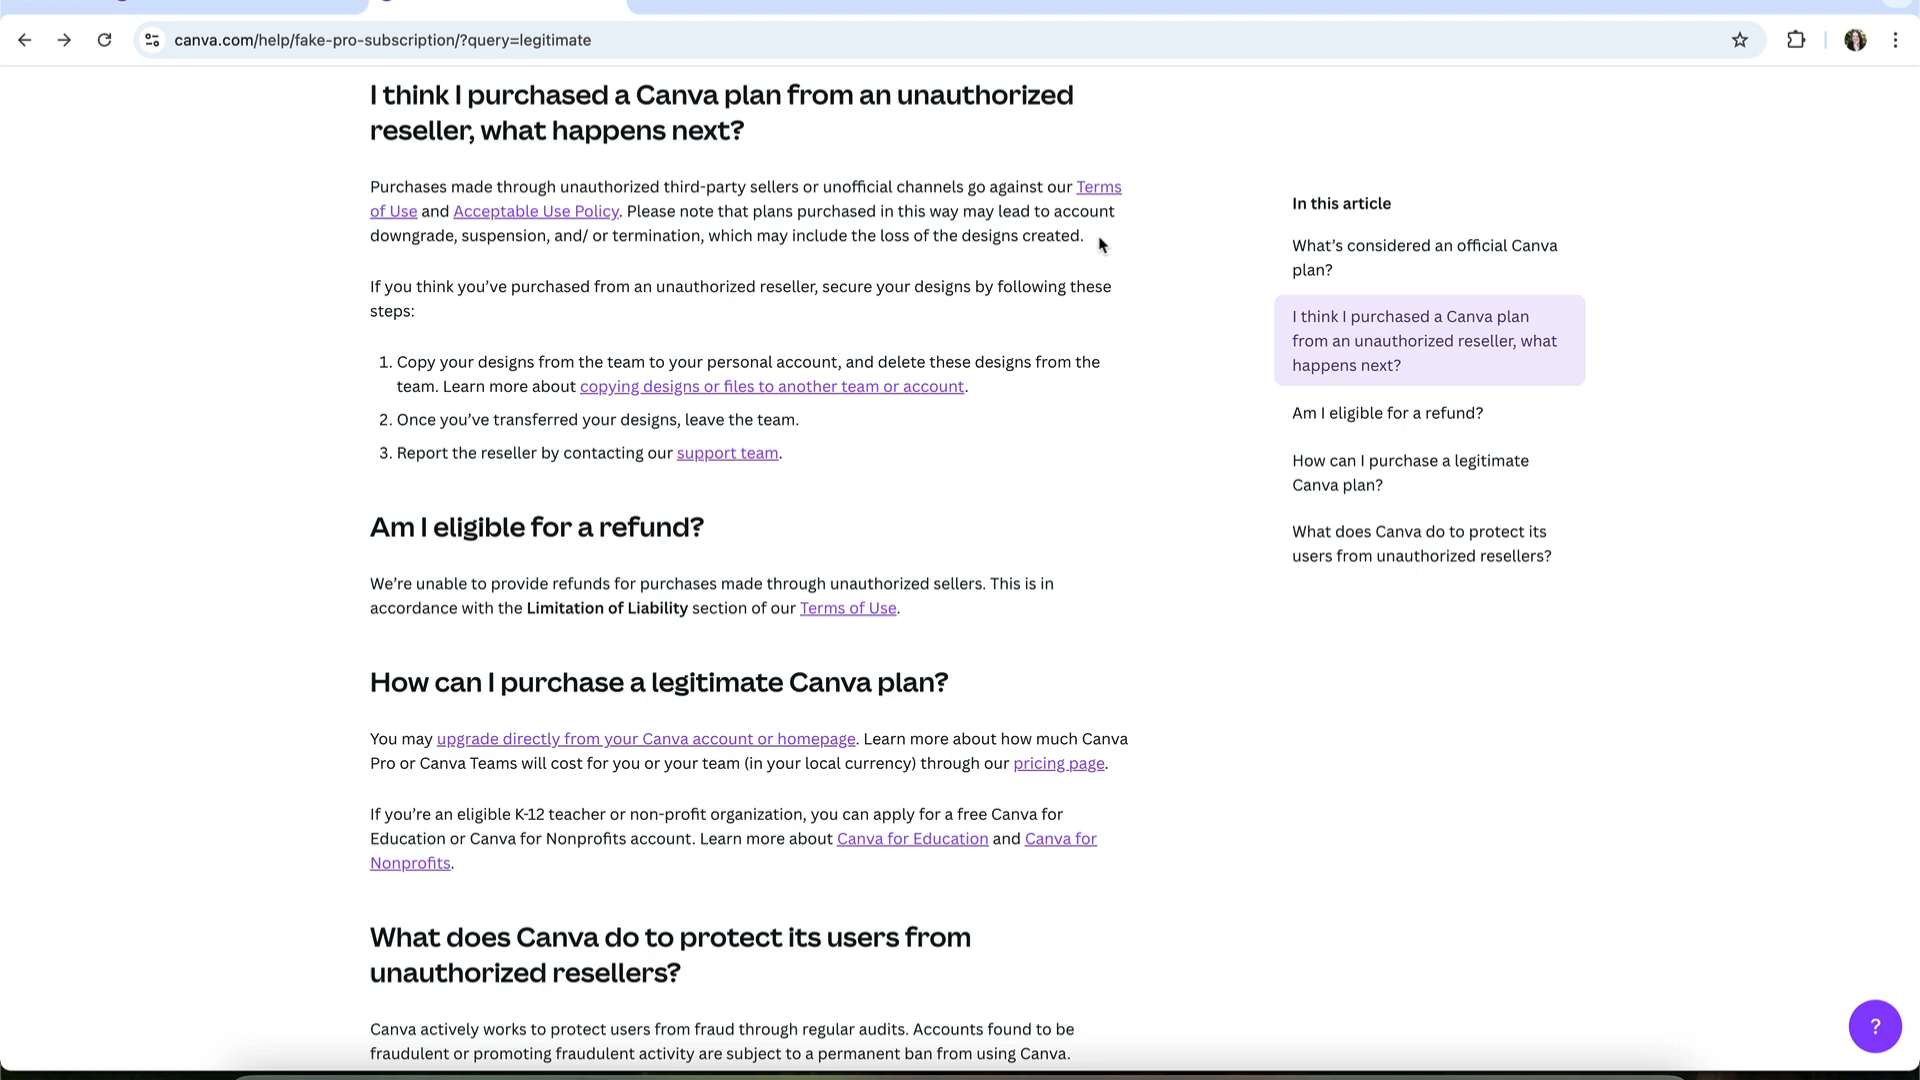 canva.com/help/fake-pro-subscription/?query=legitimate
I think I purchased a Canva plan from an unauthorized
reseller, what happens next?
Purchases made through unauthorized third-party sellers or unofficial channels go against our Terms
of Use and Acceptable Use Policy. Please note that plans purchased in this way may lead to account
downgrade, suspension, and/ or termination, which may include the loss of the designs created.
If you think you’ve purchased from an unauthorized reseller, secure your designs by following these
steps:
1. Copy your designs from the team to your personal account, and delete these designs from the
team. Learn more about copying designs or files to another team or account.
2. Once you’ve transferred your designs, leave the team.
3. Report the reseller by contacting our support team.
Am I eligible for a refund?
We’re unable to provide refunds for purchases made through unauthorized sellers. This is in
accordance with the Limitation of Liability section of our Terms of Use.
How can I purchase a legitimate Canva plan?
You may upgrade directly from your Canva account or homepage. Learn more about how much Canva
Pro or Canva Teams will cost for you or your team (in your local currency) through our pricing page.
If you’re an eligible K-12 teacher or non-profit organization, you can apply for a free Canva for
Education or Canva for Nonprofits account. Learn more about Canva for Education and Canva for
Nonprofits.
What does Canva do to protect its users from
unauthorized resellers?
Canva actively works to protect users from fraud through regular audits. Accounts found to be
fraudulent or promoting fraudulent activity are subject to a permanent ban from using Canva.
In this article
What’s considered an official Canva
plan?
I think I purchased a Canva plan
from an unauthorized reseller, what
happens next?
Am I eligible for a refund?
How can I purchase a legitimate
Canva plan?
What does Canva do to protect its
users from unauthorized resellers?
?